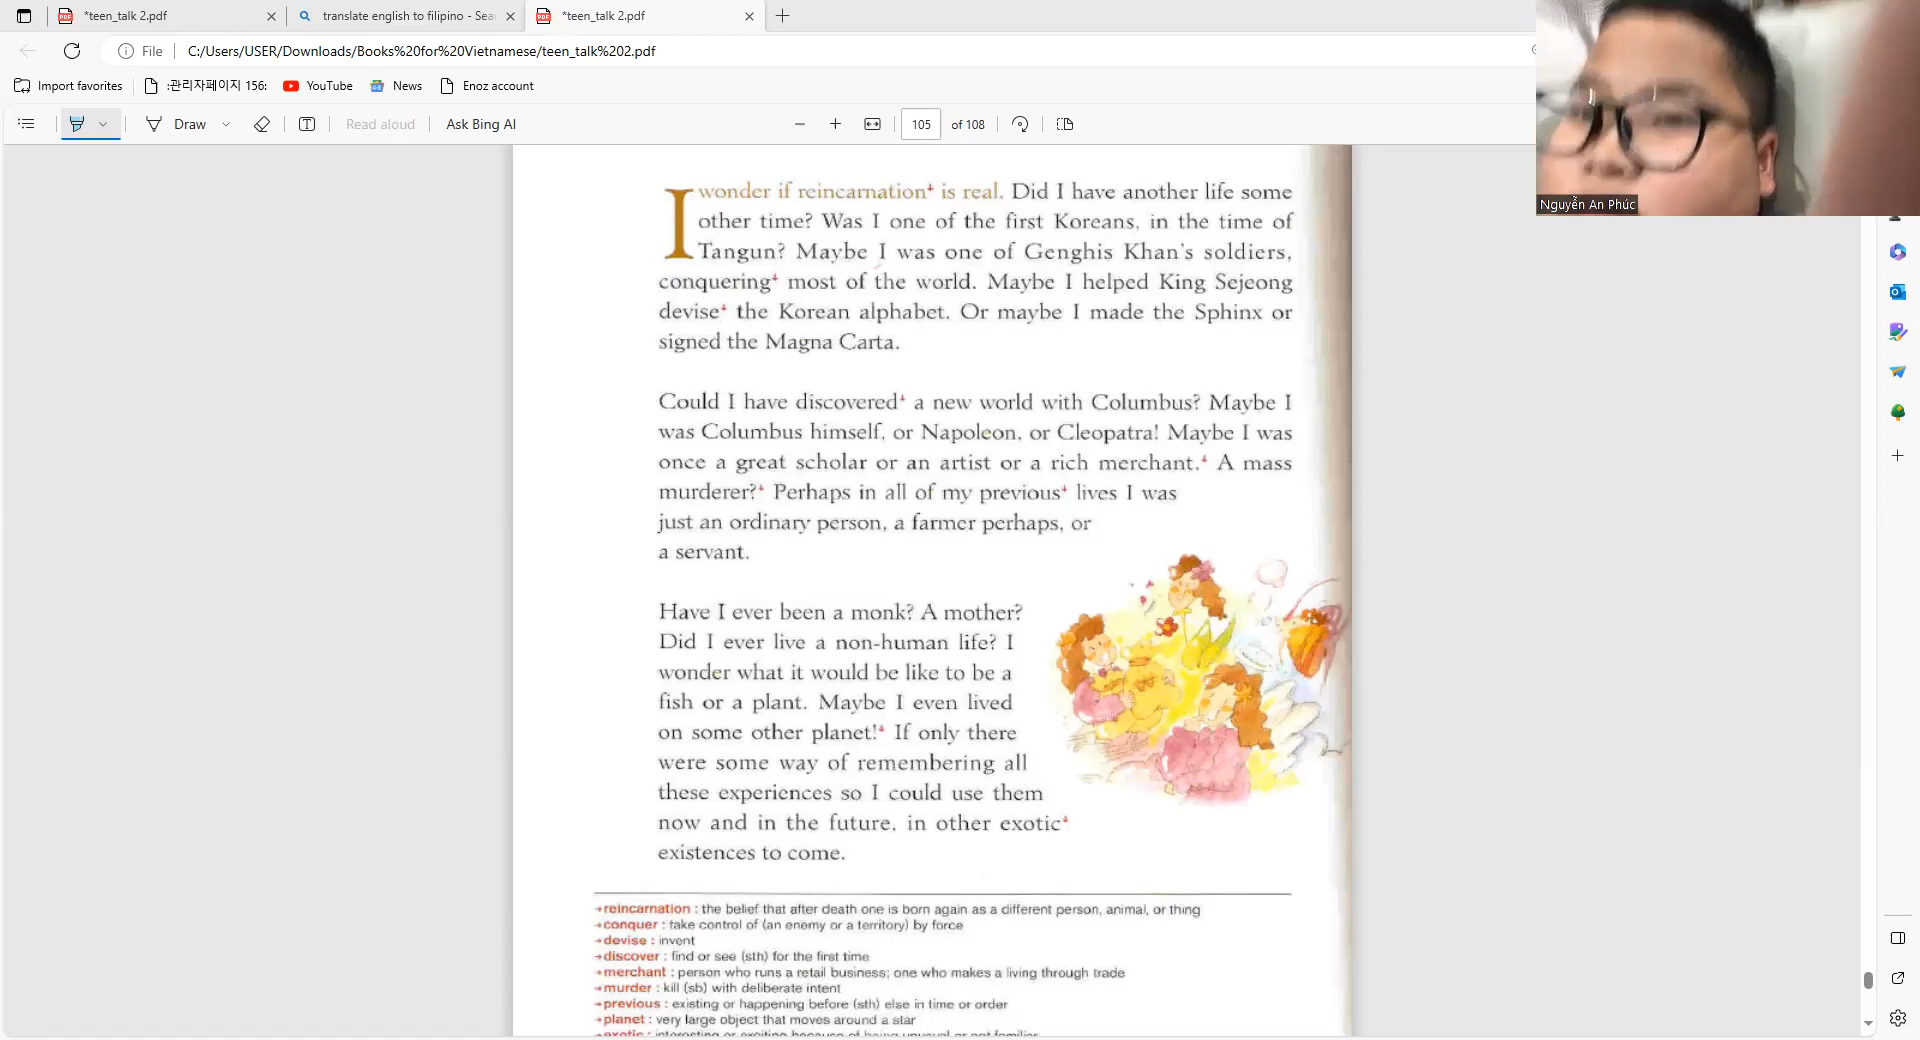 *teen_talk 2.pdf
translate english to filipino - Sea
*teen_talk 2.pdf
File
C:/Users/USER/Downloads/Books%20for%20Vietnamese/teen_talk%202.pdf
Import favorites
:관리자페이지 156:
YouTube
News
Enoz account
Draw
Read aloud
Ask Bing AI
105 of 108
Nguyễn An Phúc
I wonder if reincarnation is real. Did I have another life some
other time? Was I one of the first Koreans, in the time of
Tangun? Maybe I was one of Genghis Khan's soldiers,
conquering most of the world. Maybe I helped King Sejeong
devise the Korean alphabet. Or maybe I made the Sphinx or
signed the Magna Carta.
Could I have discovered a new world with Columbus? Maybe I
was Columbus himself, or Napoleon, or Cleopatra! Maybe I was
once a great scholar or an artist or a rich merchant. A mass
murderer? Perhaps in all of my previous lives I was
just an ordinary person, a farmer perhaps, or
a servant.
Have I ever been a monk? A mother?
Did I ever live a non-human life? I
wonder what it would be like to be a
fish or a plant. Maybe I even lived
on some other planet! If only there
were some way of remembering all
these experiences so I could use them
now and in the future, in other exotic
existences to come.
→reincarnation : the belief that after death one is born again as a different person, animal, or thing
→conquer : take control of (an enemy or a territory) by force
→devise : invent
→discover : find or see (sth) for the first time
→merchant : person who runs a retail business; one who makes a living through trade
→murder : kill (sb) with deliberate intent
→previous : existing or happening before (sth) else in time or order
→planet : very large object that moves around a star
→exotic : interesting or exciting because of being unusual or not familiar